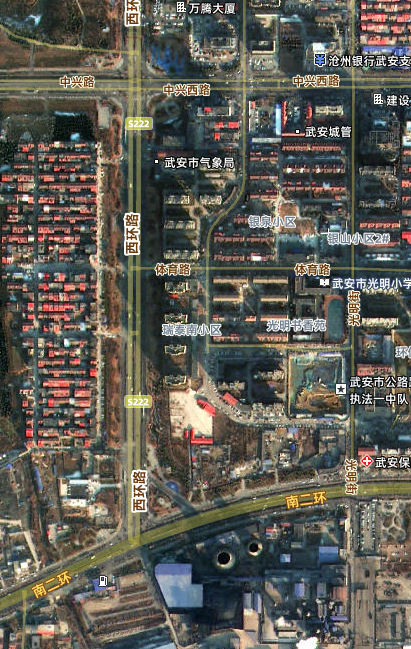 西环
万腾大厦
沧州银行武安支
中兴路
中兴西路
中兴西路
建设
S222
武安城管
武安市气象局
西环路
银泉小区
银山小区2#
体育路
体育路
武安市光明小学
光明街
瑞泰南小区
光明书香苑
环
武安市公路
执法一中队
S222
光明街
武安保
西环路
南二环
南二环